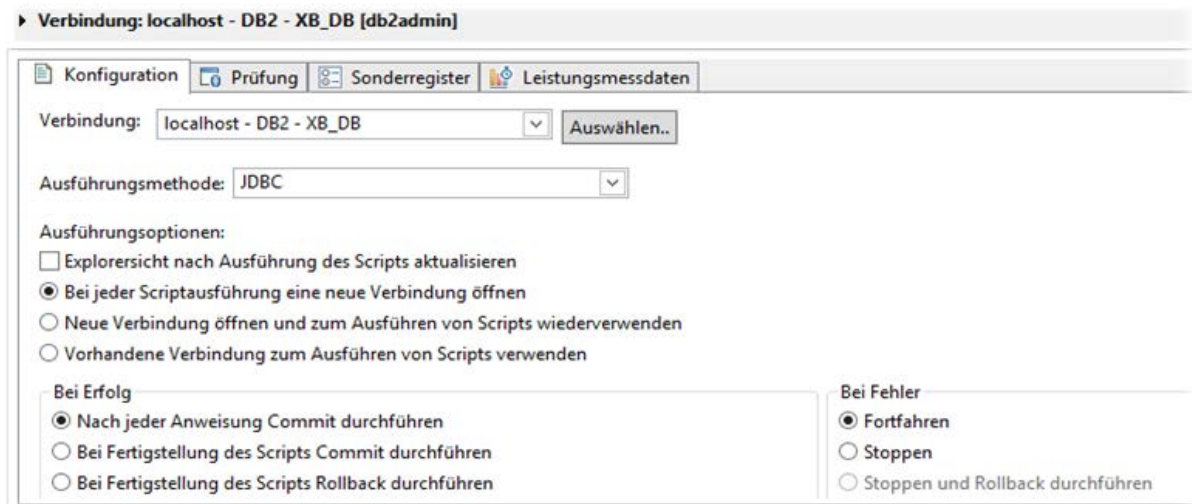 Verbindung: localhost - DB2 - XB_DB [db2admin]
Konfiguration Prüfung Sonderregister Leistungsmessdaten
Verbindung: localhost - DB2 - XB_DB Auswählen..
Ausführungsmethode: JDBC
Ausführungsoptionen:
Explorersicht nach Ausführung des Scripts aktualisieren
Bei jeder Scriptausführung eine neue Verbindung öffnen
Neue Verbindung öffnen und zum Ausführen von Scripts wiederverwenden
Vorhandene Verbindung zum Ausführen von Scripts verwenden
Bei Erfolg
Nach jeder Anweisung Commit durchführen
Bei Fertigstellung des Scripts Commit durchführen
Bei Fertigstellung des Scripts Rollback durchführen
Bei Fehler
Fortfahren
Stoppen
Stoppen und Rollback durchführen